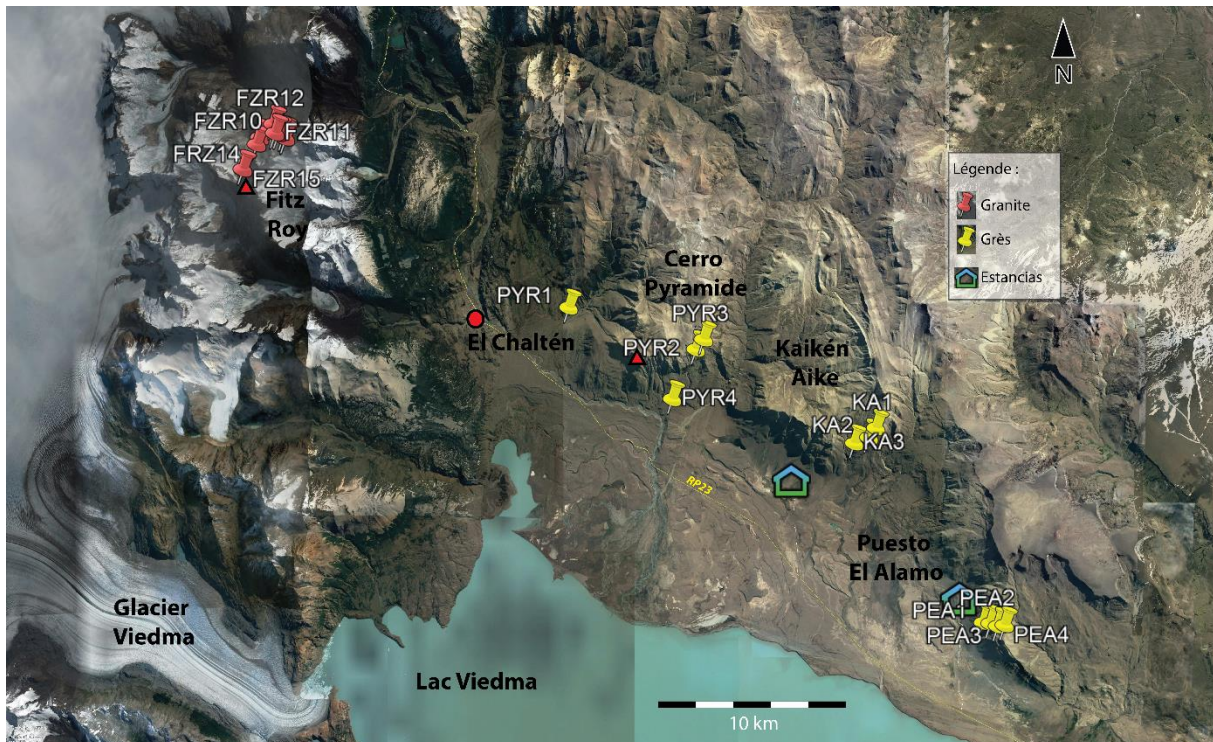 N
FZR12
FZR10
FZR11
FRZ14
FZR15
Fitz
Roy
Légende :
Granite
Grès
Estancias
Cerro
Pyramide
PYR1
PYR3
El Chaltén
PYR2
Kaikén
Aike
PYR4
KA1
KA2
KA3
RP23
Puesto
El Alamo
PEA2
PEA1
PEA3
PEA4
Glacier
Viedma
Lac Viedma
10 km